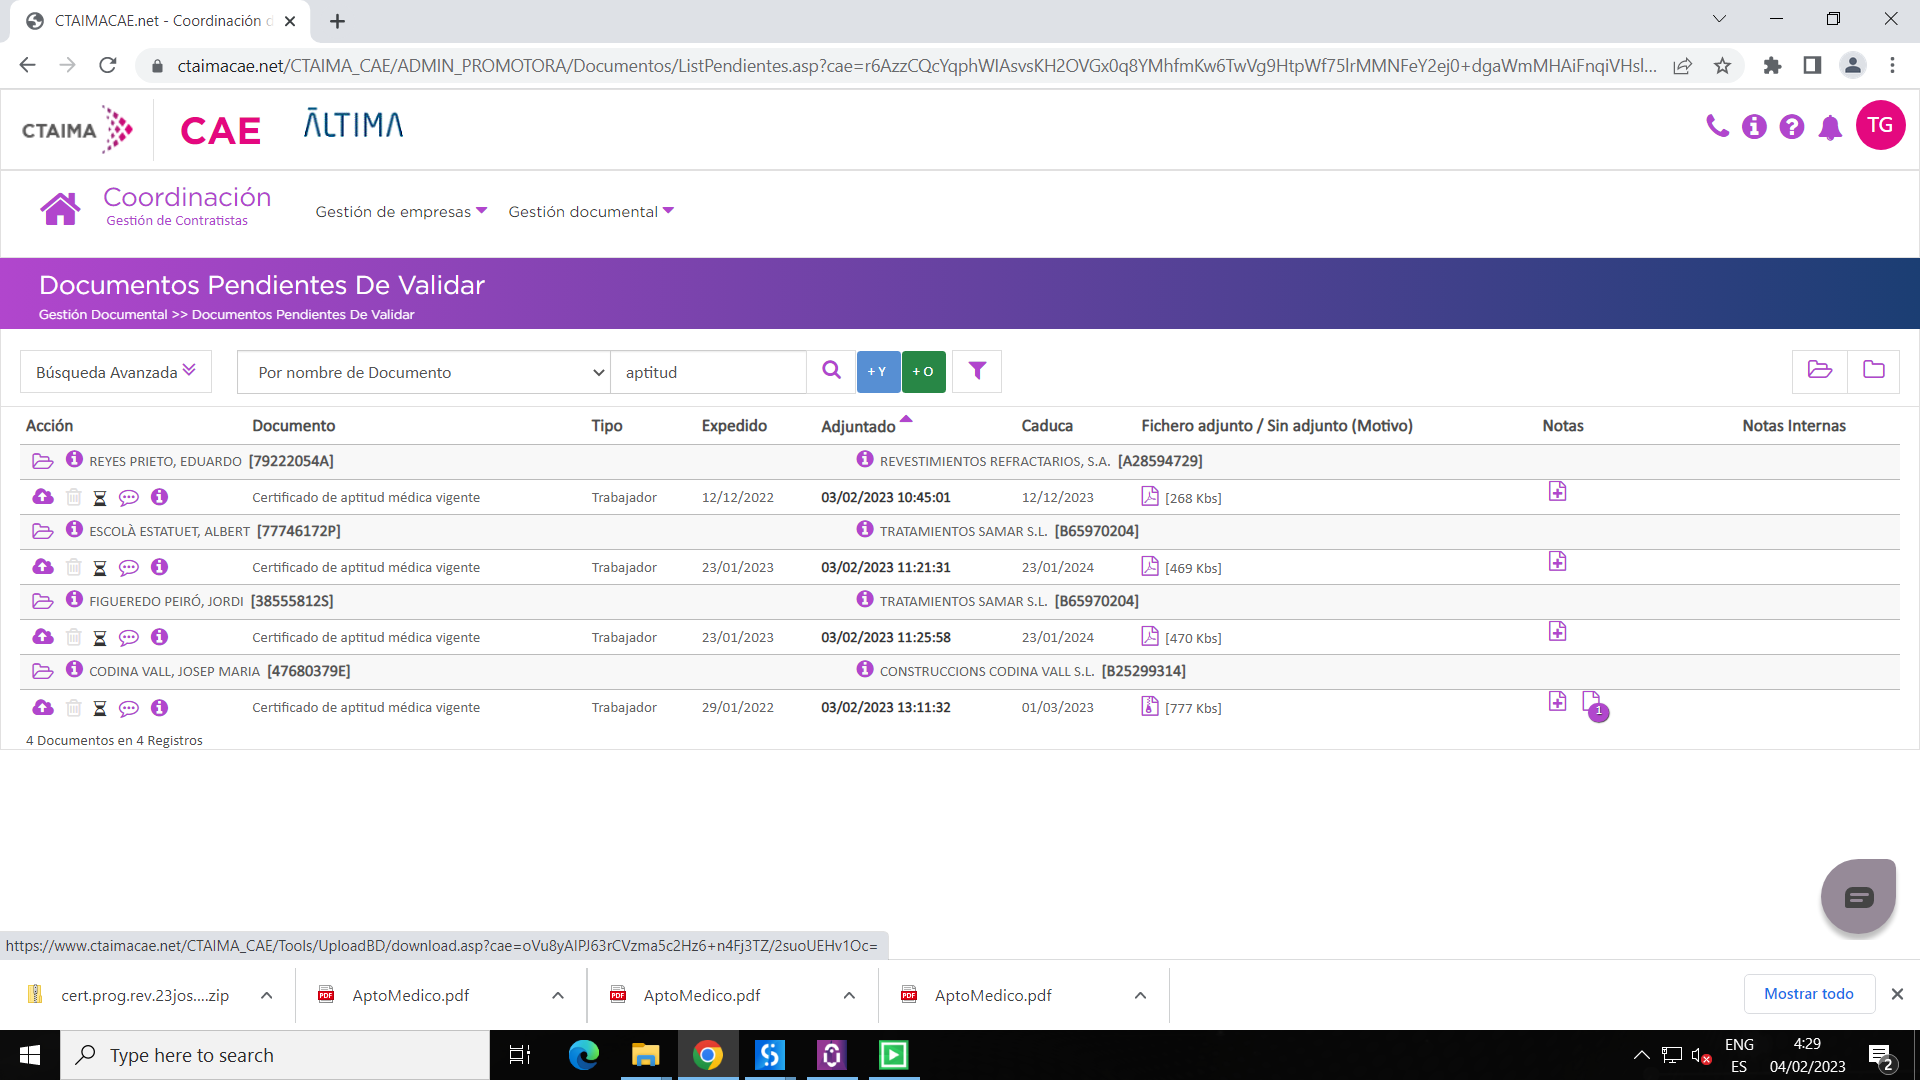 CTAIMACAE.net - Coordinación d
ctaimacae.net/CTAIMA_CAE/ADMIN_PROMOTORA/Documentos/ListPendientes.asp?cae=r6AzzCQcYqphWIAsvsKH2OVGx0q8YMhfmKw6TwVg9HtpWf75lrMMNFeY2ej0+dgaWmMHAiFnqiVHsl...
CTAIMA CAE ĀLTIMA TG
Coordinación
Gestión de Contratistas
Gestión de empresas Gestión documental
Documentos Pendientes De Validar
Gestión Documental >> Documentos Pendientes De Validar
Búsqueda Avanzada Por nombre de Documento aptitud + Y + O
Acción Documento Tipo Expedido Adjuntado Caduca Fichero adjunto / Sin adjunto (Motivo) Notas Notas Internas
REYES PRIETO, EDUARDO [79222054A] REVESTIMIENTOS REFRACTARIOS, S.A. [A28594729]
Certificado de aptitud médica vigente Trabajador 12/12/2022 03/02/2023 10:45:01 12/12/2023 [268 Kbs]
ESCOLÀ ESTATUET, ALBERT [77746172P] TRATAMIENTOS SAMAR S.L. [B65970204]
Certificado de aptitud médica vigente Trabajador 23/01/2023 03/02/2023 11:21:31 23/01/2024 [469 Kbs]
FIGUEREDO PEIRÓ, JORDI [38555812S] TRATAMIENTOS SAMAR S.L. [B65970204]
Certificado de aptitud médica vigente Trabajador 23/01/2023 03/02/2023 11:25:58 23/01/2024 [470 Kbs]
CODINA VALL, JOSEP MARIA [47680379E] CONSTRUCCIONS CODINA VALL S.L. [B25299314]
Certificado de aptitud médica vigente Trabajador 29/01/2022 03/02/2023 13:11:32 01/03/2023 [777 Kbs] 1
4 Documentos en 4 Registros
https://www.ctaimacae.net/CTAIMA_CAE/Tools/UploadBD/download.asp?cae=oVu8yAIPJ63rCVzma5c2Hz6+n4Fj3TZ/2suoUEHv1Oc=
cert.prog.rev.23jos....zip AptoMedico.pdf AptoMedico.pdf AptoMedico.pdf Mostrar todo
Type here to search
ENG 4:29
ES 04/02/2023 2